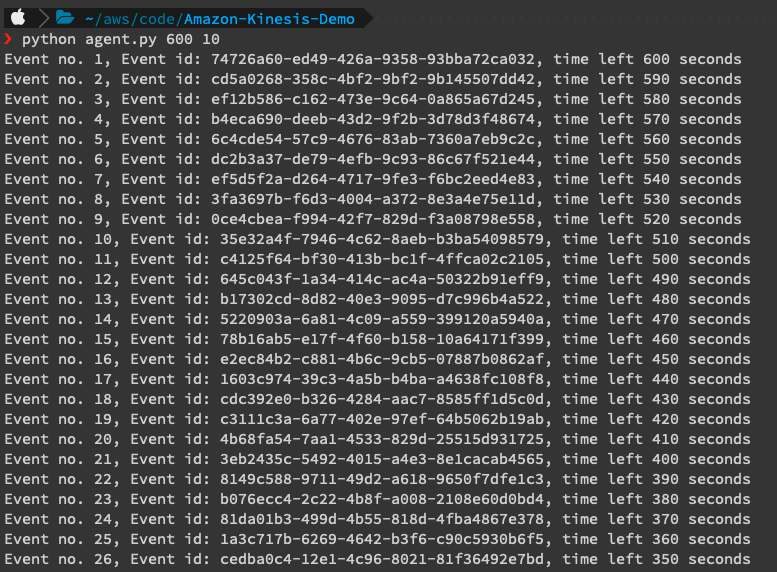 ~/aws/code/Amazon-Kinesis-Demo
❯ python agent.py 600 10
Event no. 1, Event id: 74726a60-ed49-426a-9358-93bba72ca032, time left 600 seconds
Event no. 2, Event id: cd5a0268-358c-4bf2-9bf2-9b145507dd42, time left 590 seconds
Event no. 3, Event id: ef12b586-c162-473e-9c64-0a865a67d245, time left 580 seconds
Event no. 4, Event id: b4eca690-deeb-43d2-9f2b-3d78d3f48674, time left 570 seconds
Event no. 5, Event id: 6c4cde54-57c9-4676-83ab-7360a7eb9c2c, time left 560 seconds
Event no. 6, Event id: dc2b3a37-de79-4efb-9c93-86c67f521e44, time left 550 seconds
Event no. 7, Event id: ef5d5f2a-d264-4717-9fe3-f6bc2eed4e83, time left 540 seconds
Event no. 8, Event id: 3fa3697b-f6d3-4004-a372-8e3a4e75e11d, time left 530 seconds
Event no. 9, Event id: 0ce4cbea-f994-42f7-829d-f3a08798e558, time left 520 seconds
Event no. 10, Event id: 35e32a4f-7946-4c62-8aeb-b3ba54098579, time left 510 seconds
Event no. 11, Event id: c4125f64-bf30-413b-bc1f-4ffca02c2105, time left 500 seconds
Event no. 12, Event id: 645c043f-1a34-414c-ac4a-50322b91eff9, time left 490 seconds
Event no. 13, Event id: b17302cd-8d82-40e3-9095-d7c996b4a522, time left 480 seconds
Event no. 14, Event id: 5220903a-6a81-4c09-a559-399120a5940a, time left 470 seconds
Event no. 15, Event id: 78b16ab5-e17f-4f60-b158-10a64171f399, time left 460 seconds
Event no. 16, Event id: e2ec84b2-c881-4b6c-9cb5-07887b0862af, time left 450 seconds
Event no. 17, Event id: 1603c974-39c3-4a5b-b4ba-a4638fc108f8, time left 440 seconds
Event no. 18, Event id: cdc392e0-b326-4284-aac7-8585ff1d5c0d, time left 430 seconds
Event no. 19, Event id: c3111c3a-6a77-402e-97ef-64b5062b19ab, time left 420 seconds
Event no. 20, Event id: 4b68fa54-7aa1-4533-829d-25515d931725, time left 410 seconds
Event no. 21, Event id: 3eb2435c-5492-4015-a4e3-8e1cacab4565, time left 400 seconds
Event no. 22, Event id: 8149c588-9711-49d2-a618-9650f7dfe1c3, time left 390 seconds
Event no. 23, Event id: b076ecc4-2c22-4b8f-a008-2108e60d0bd4, time left 380 seconds
Event no. 24, Event id: 81da01b3-499d-4b55-818d-4fba4867e378, time left 370 seconds
Event no. 25, Event id: 1a3c717b-6269-4642-b3f6-c90c5930b6f5, time left 360 seconds
Event no. 26, Event id: cedba0c4-12e1-4c96-8021-81f36492e7bd, time left 350 seconds